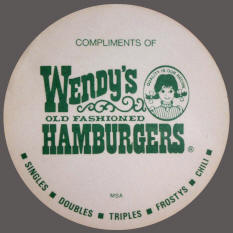 COMPLIMENTS OF
WENDY'S
QUALITY IS OUR RECIPE
OLD FASHIONED
HAMBURGERS®
MSA
■ SINGLES ■ DOUBLES ■ TRIPLES ■ FROSTYS ■ CHILI ■